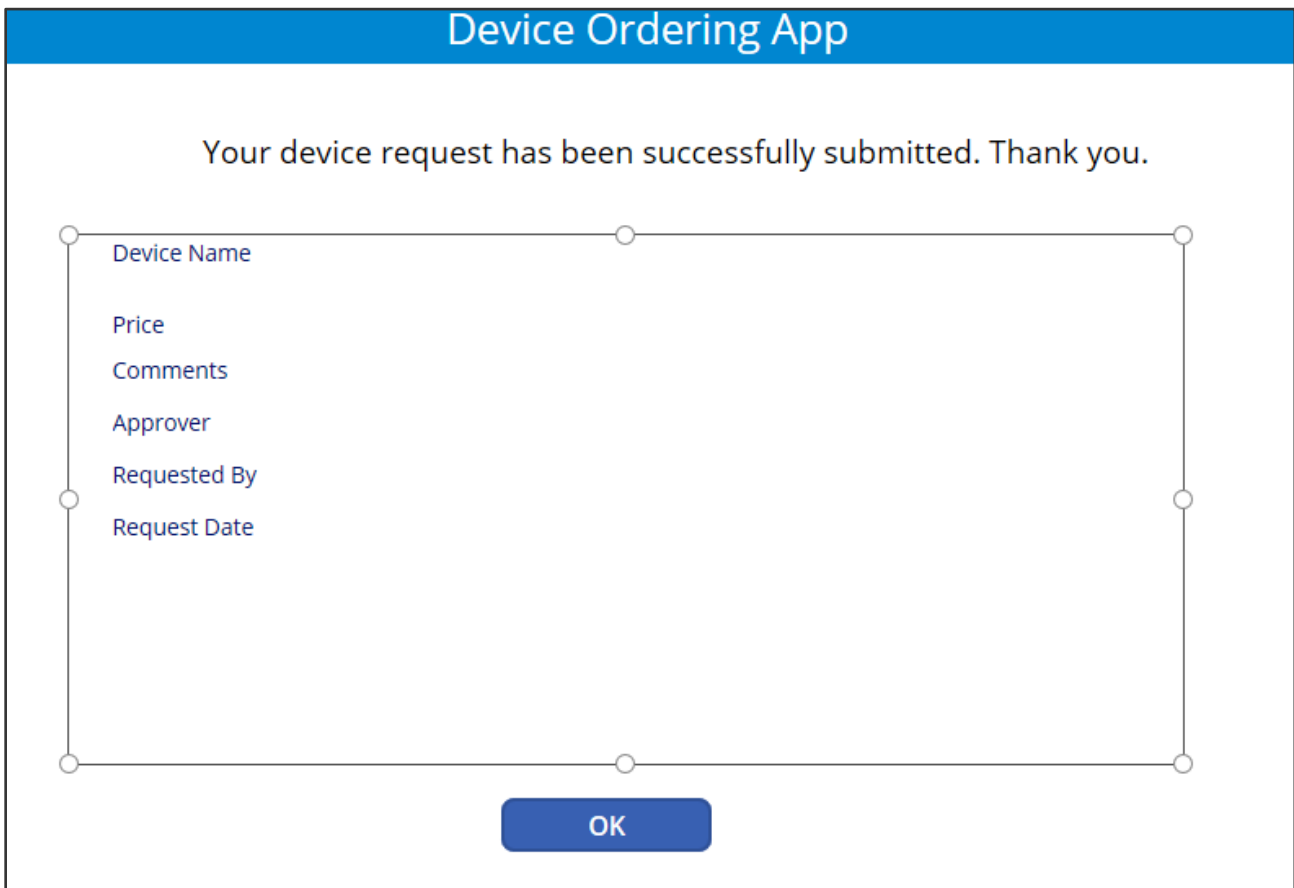 Device Ordering App
Your device request has been successfully submitted. Thank you.
Device Name
Price
Comments
Approver
Requested By
Request Date
OK